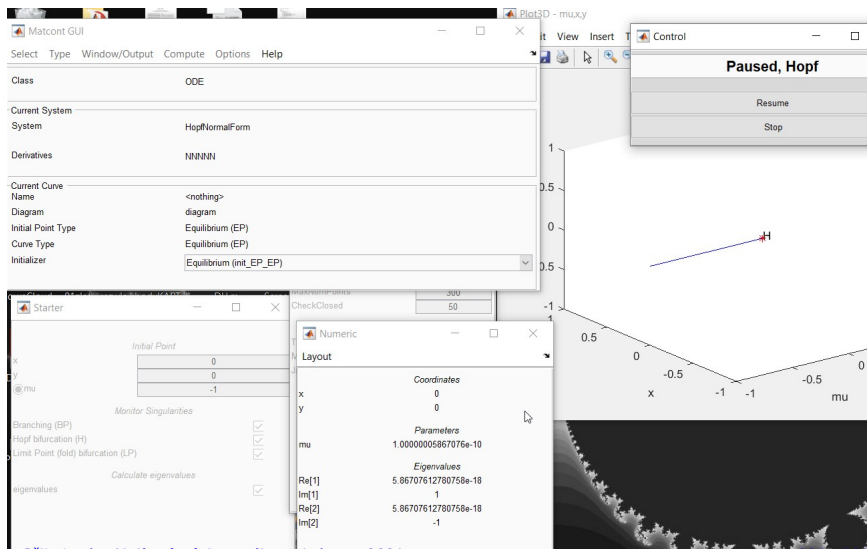 Matcont GUI
Select Type Window/Output Compute Options Help
Class ODE
Current System
System HopfNormalForm
Derivatives NNNNN
Current Curve
Name <nothing>
Diagram diagram
Initial Point Type Equilibrium (EP)
Curve Type Equilibrium (EP)
Initializer Equilibrium (init_EP_EP)
Plot3D - mu,x,y
View Insert
Control
Paused, Hopf
Resume
Stop
1
0.5
0
-0.5
-1
H
1
0.5
0
-0.5
-1
x
-1
-0.5
0
mu
300
CheckClosed 50
Starter
Initial Point
x 0
y 0
mu -1
Monitor Singularities
Branching (BP)
Hopf bifurcation (H)
Limit Point (fold) bifurcation (LP)
Calculate eigenvalues
eigenvalues
Numeric
Layout
Coordinates
x 0
y 0
Parameters
mu 1.00000005867076e-10
Eigenvalues
Re[1] 5.86707612780758e-18
Im[1] 1
Re[2] 5.86707612780758e-18
Im[2] -1